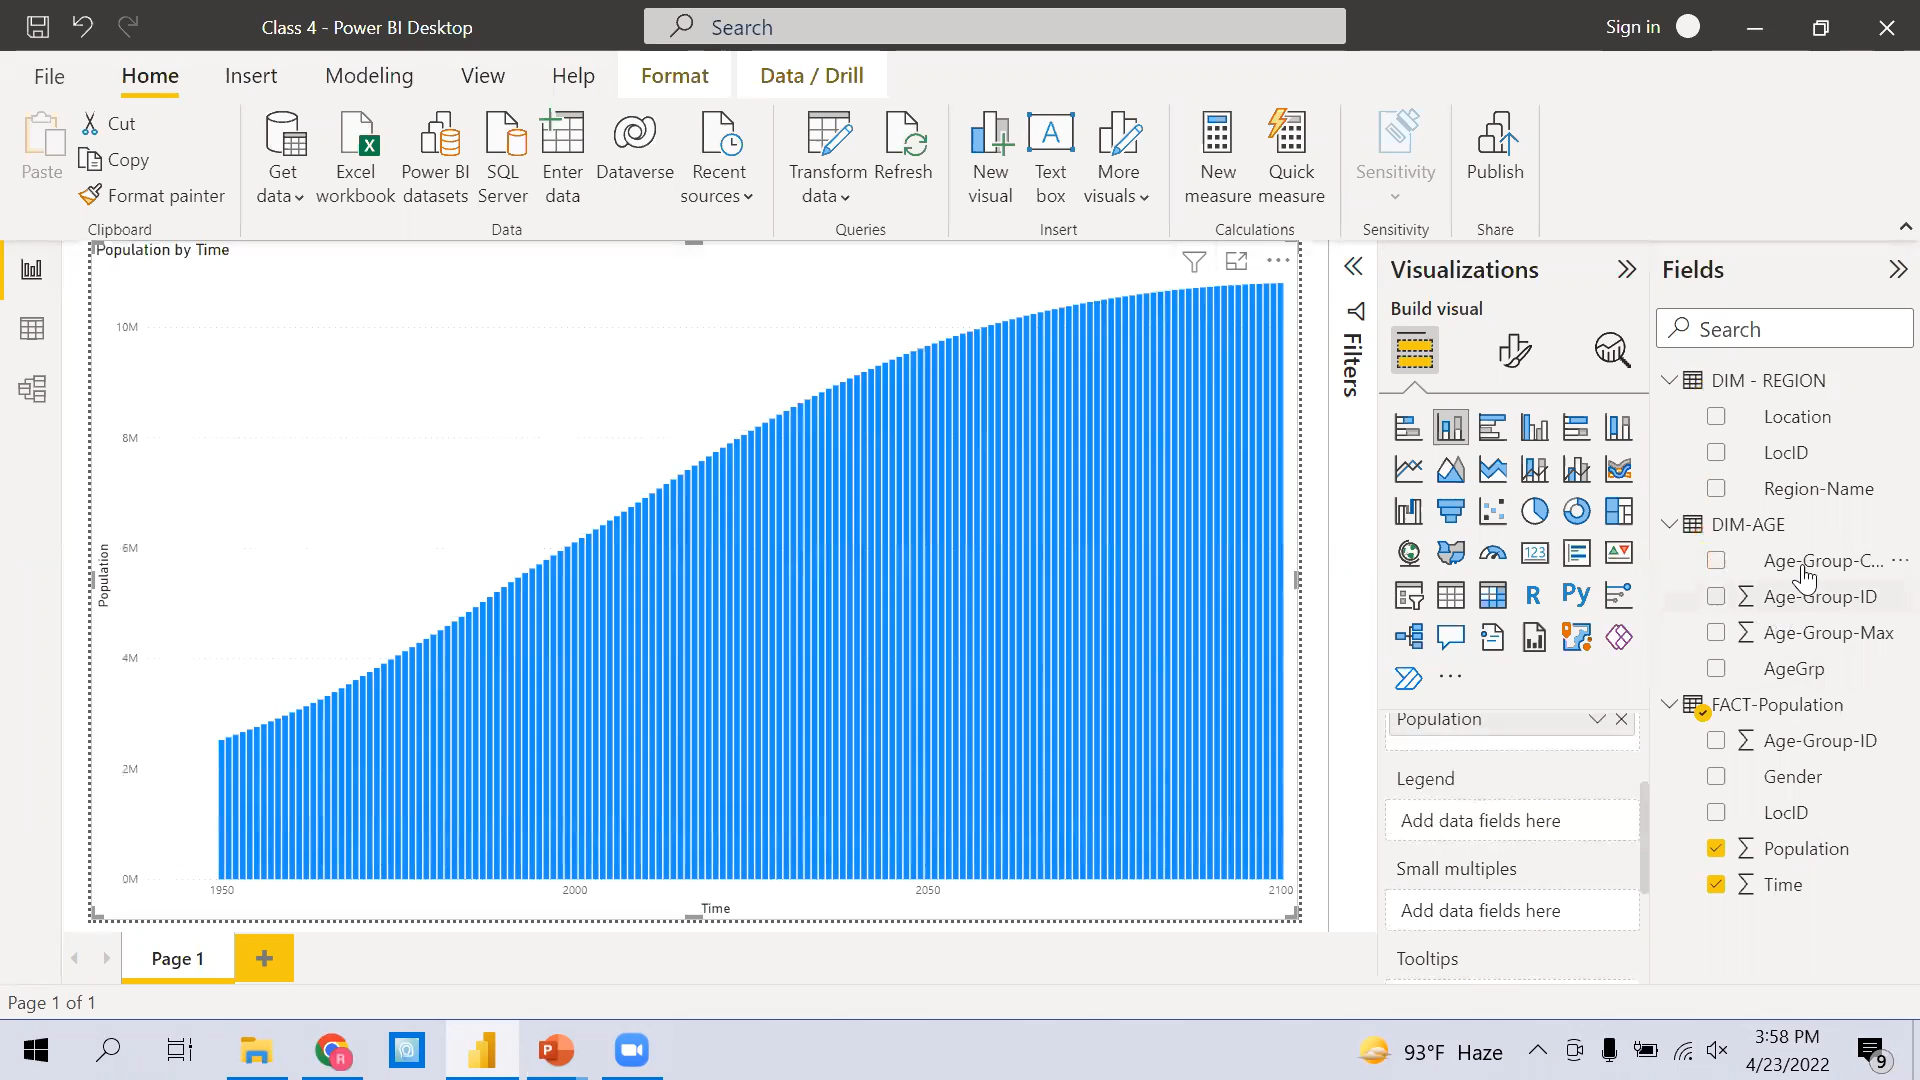 Class 4 - Power BI Desktop
Search
Sign in
File
Home
Insert
Modeling
View
Help
Format
Data / Drill
Paste
Cut
Copy
Format painter
Clipboard
Get data
Excel workbook
Power BI datasets
SQL Server
Enter data
Dataverse
Recent sources
Data
Transform data
Refresh
Queries
New visual
A
Text box
More visuals
Insert
New measure
Quick measure
Calculations
Sensitivity
Sensitivity
Publish
Share
Population by Time
10M
8M
6M
4M
2M
0M
Population
1950
2000
2050
2100
Time
Filters
Visualizations
Build visual
123
R
Py
Population
Legend
Add data fields here
Small multiples
Add data fields here
Tooltips
Fields
Search
DIM - REGION
Location
LocID
Region-Name
DIM-AGE
Age-Group-C...
Age-Group-ID
Age-Group-Max
AgeGrp
FACT-Population
Age-Group-ID
Gender
LocID
Population
Time
Page 1
Page 1 of 1
93°F Haze
3:58 PM
4/23/2022
9